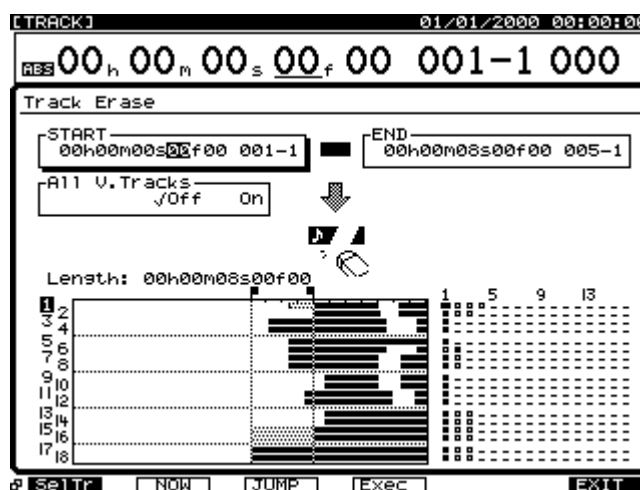 [TRACK] 01/01/2000 00:00:00
ABS 00h 00m 00s 00f 00 001-1 000
Track Erase
START END
00h00m00s00f00 001-1 00h00m08s00f00 005-1
All V.Tracks
√Off On
Length: 00h00m08s00f00
1 5 9 13
1
2
3
4
5
6
7
8
9
10
11
12
13
14
15
16
17
18
SelTr NOW JUMP Exec EXIT